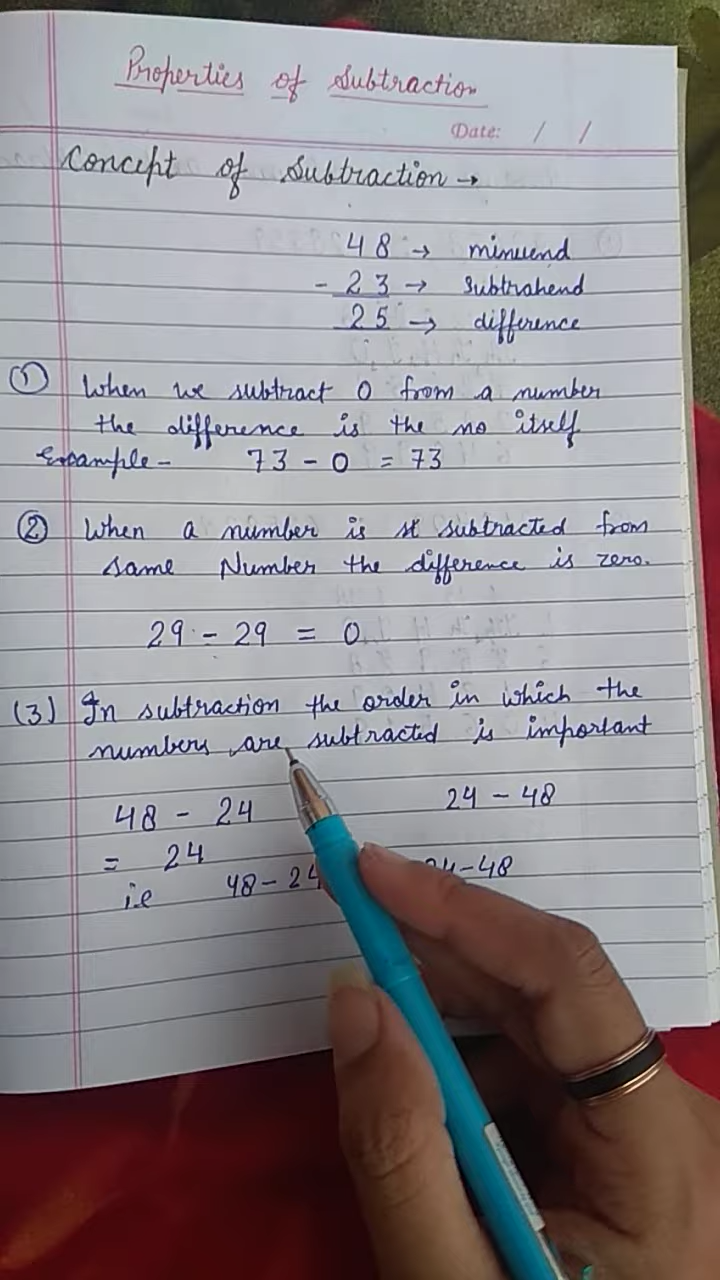 Properties of Subtraction
Date: / /
Concept of Subtraction →
48 → minuend
- 23 → Subtrahend
25 → difference
① When we subtract 0 from a number
the difference is the no itself
Example - 73 - 0 = 73
② When a number is st subtracted from
same Number the difference is zero.
29 - 29 = 0
(3) In subtraction the order in which the
numbers are subtracted is important
48 - 24 24 - 48
= 24
i.e 48 - 24 24-48